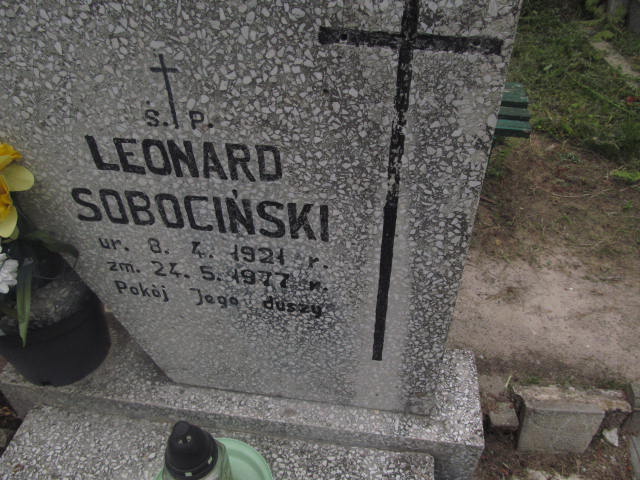 ś. p.
LEONARD
SOBOCIŃSKI
ur. 8. 4. 1921 r.
zm. 24. 5. 1977 r.
Pokój Jego duszy